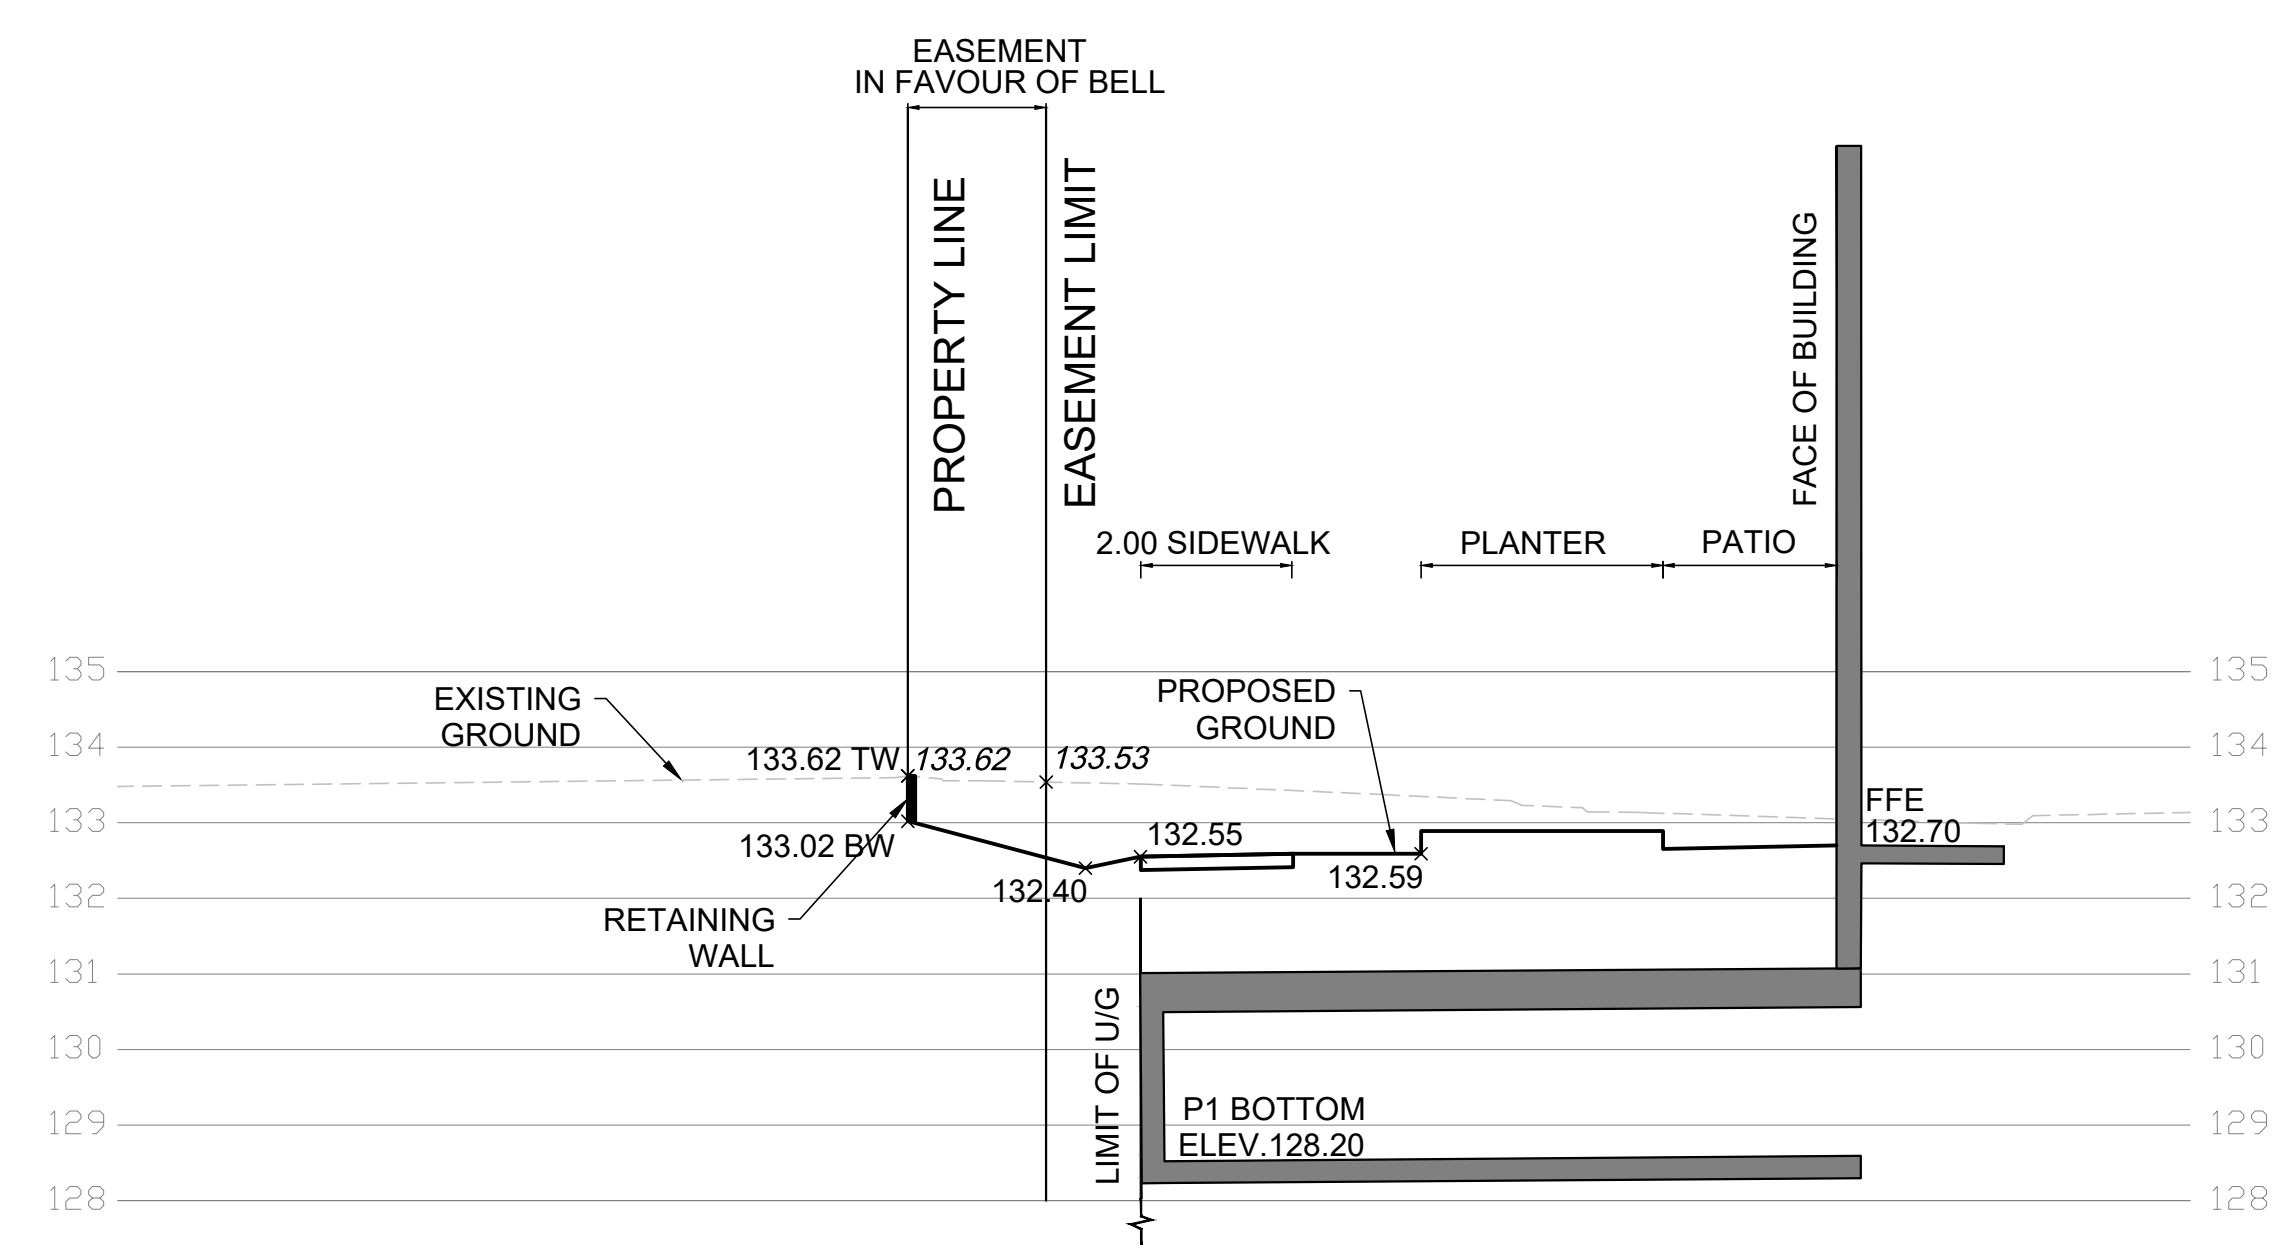 EASEMENT
IN FAVOUR OF BELL
PROPERTY LINE
EASEMENT LIMIT
FACE OF BUILDING
2.00 SIDEWALK
PLANTER
PATIO
135
135
EXISTING
GROUND
PROPOSED
GROUND
134
134
133.62 TW
133.62
133.53
133
133
FFE
132.70
133.02 BW
132.55
132.40
132.59
132
132
RETAINING
WALL
131
131
LIMIT OF U/G
130
130
129
129
P1 BOTTOM
ELEV.128.20
128
128